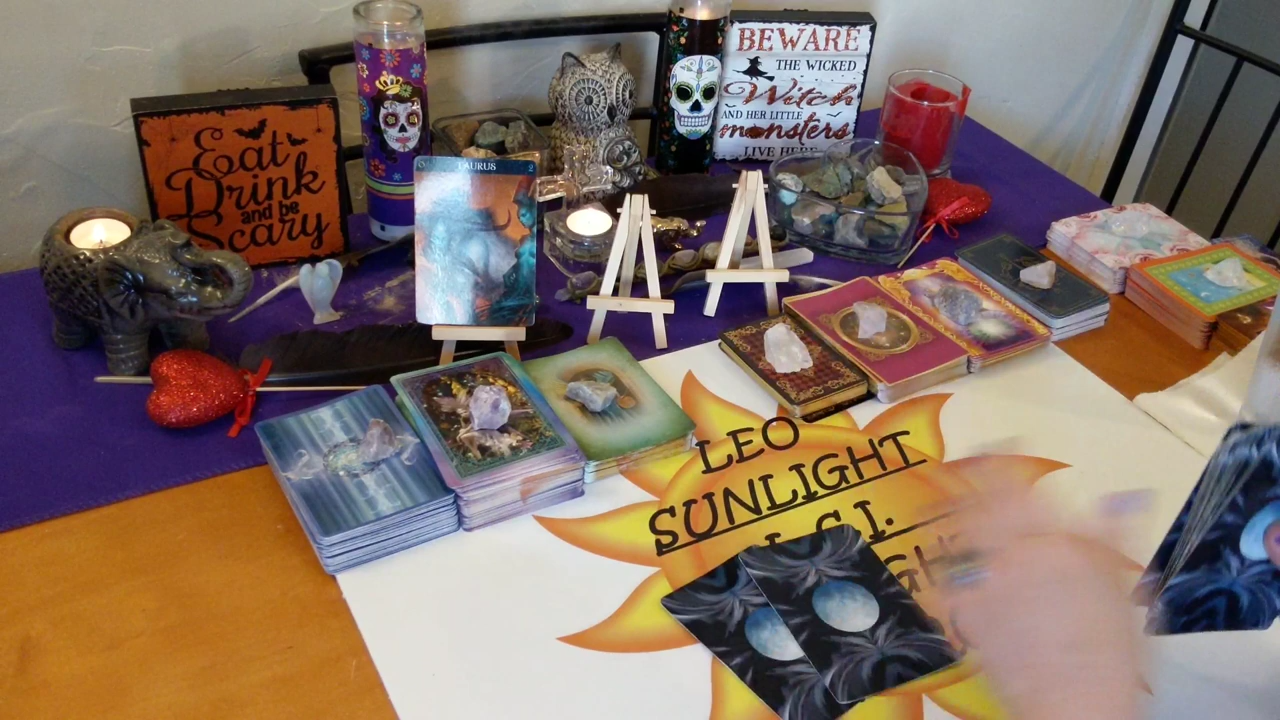 Eat
Drink
and be
Scary
TAURUS
BEWARE
THE WICKED
Witch
AND HER LITTLE
monsters
LIVE HERE
LEO
SUNLIGHT